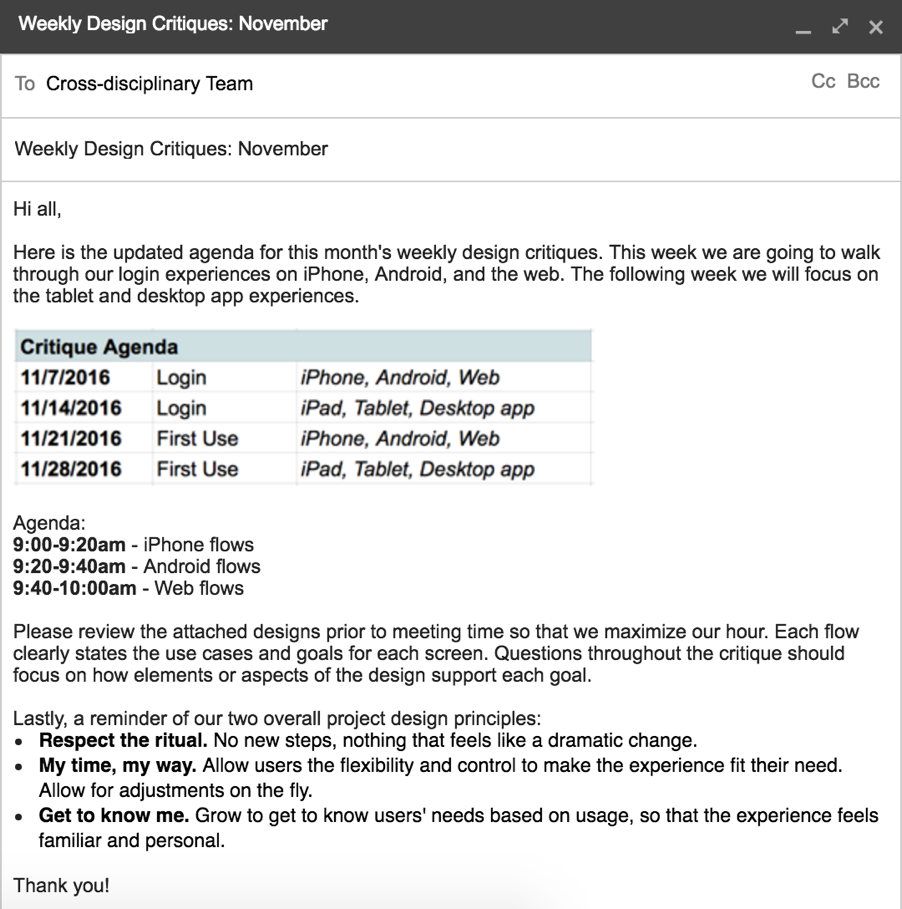 Weekly Design Critiques: November
To Cross-disciplinary Team Cc Bcc
Weekly Design Critiques: November
Hi all,
Here is the updated agenda for this month's weekly design critiques. This week we are going to walk
through our login experiences on iPhone, Android, and the web. The following week we will focus on
the tablet and desktop app experiences.
Critique Agenda
11/7/2016 Login iPhone, Android, Web
11/14/2016 Login iPad, Tablet, Desktop app
11/21/2016 First Use iPhone, Android, Web
11/28/2016 First Use iPad, Tablet, Desktop app
Agenda:
9:00-9:20am - iPhone flows
9:20-9:40am - Android flows
9:40-10:00am - Web flows
Please review the attached designs prior to meeting time so that we maximize our hour. Each flow
clearly states the use cases and goals for each screen. Questions throughout the critique should
focus on how elements or aspects of the design support each goal.
Lastly, a reminder of our two overall project design principles:
• Respect the ritual. No new steps, nothing that feels like a dramatic change.
• My time, my way. Allow users the flexibility and control to make the experience fit their need.
Allow for adjustments on the fly.
• Get to know me. Grow to get to know users' needs based on usage, so that the experience feels
familiar and personal.
Thank you!